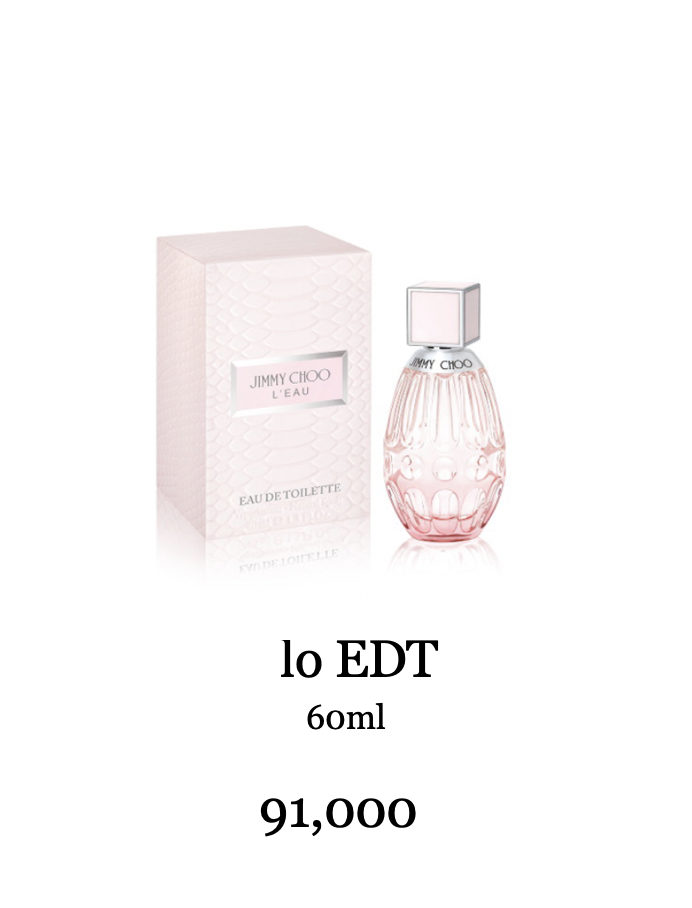 JIMMY CHOO
L'EAU
EAU DE TOILETTE
JIMMY CHOO
lo EDT
60ml
91,000